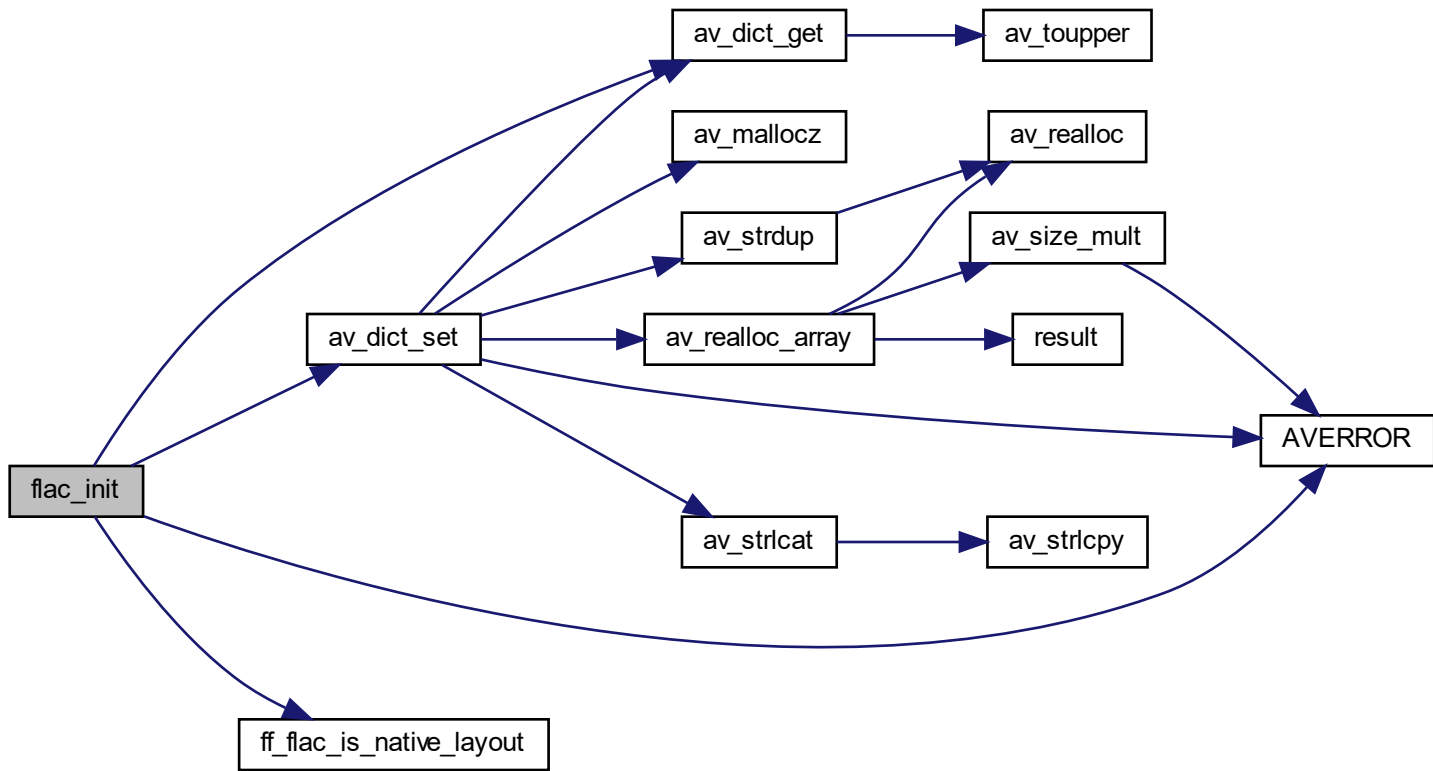 av_dict_get
av_toupper
av_mallocz
av_realloc
av_strdup
av_size_mult
av_dict_set
av_realloc_array
result
AVERROR
flac_init
av_strlcat
av_strlcpy
ff_flac_is_native_layout